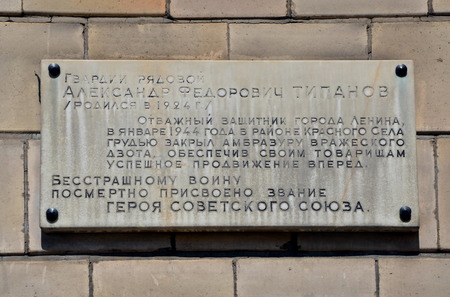 Гвардии рядовой
Александр Федорович Типанов
/родился в 1924 г./
Отважный защитник города Ленина,
в январе 1944 года в районе Красного Села
грудью закрыл амбразуру вражеского
дзота, обеспечив своим товарищам
успешное продвижение вперед.
Бесстрашному воину
посмертно присвоено звание
Героя Советского Союза.